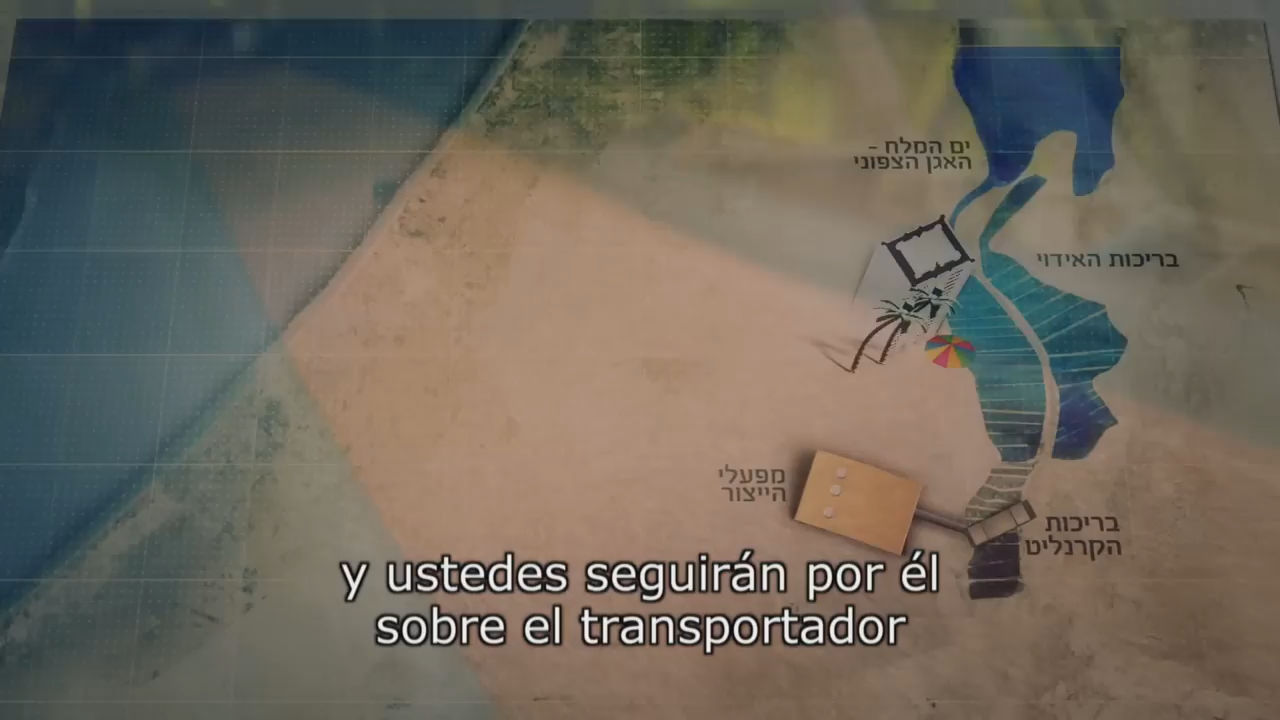 ים המלח -
האגן הצפוני
בריכות האידוי
מפעלי
הייצור
בריכות
הקרנליט
y ustedes seguirán por él
sobre el transportador